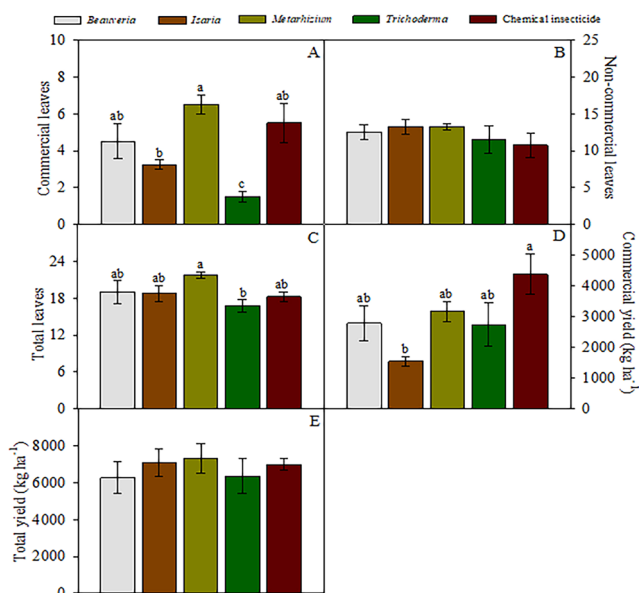 Beauveria Izaria Metarhizium Trichoderma Chemical insecticide
A
10
8
6
4
2
0
Commercial leaves
ab
b
a
c
ab
B
25
20
15
10
5
0
Non-commercial leaves
C
24
18
12
6
0
Total leaves
ab
ab
a
b
ab
D
5000
4000
3000
2000
1000
0
Commercial yield (kg ha-1)
ab
b
ab
ab
a
E
8000
6000
4000
2000
0
Total yield (kg ha-1)